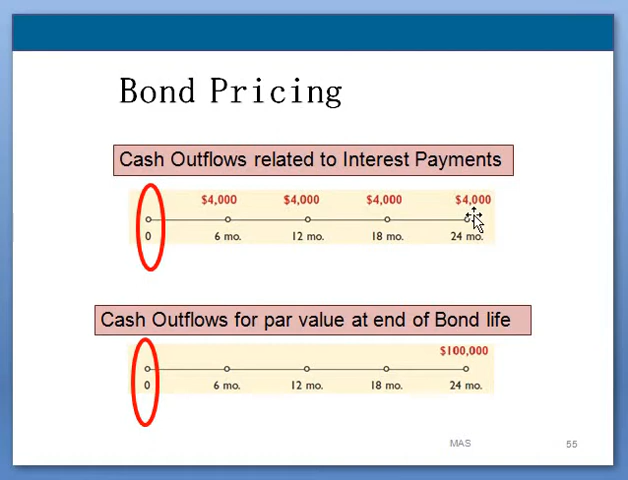 Bond Pricing
Cash Outflows related to Interest Payments
$4,000 $4,000 $4,000 $4,000
0 6 mo. 12 mo. 18 mo. 24 mo.
Cash Outflows for par value at end of Bond life
$100,000
0 6 mo. 12 mo. 18 mo. 24 mo.
MAS 55